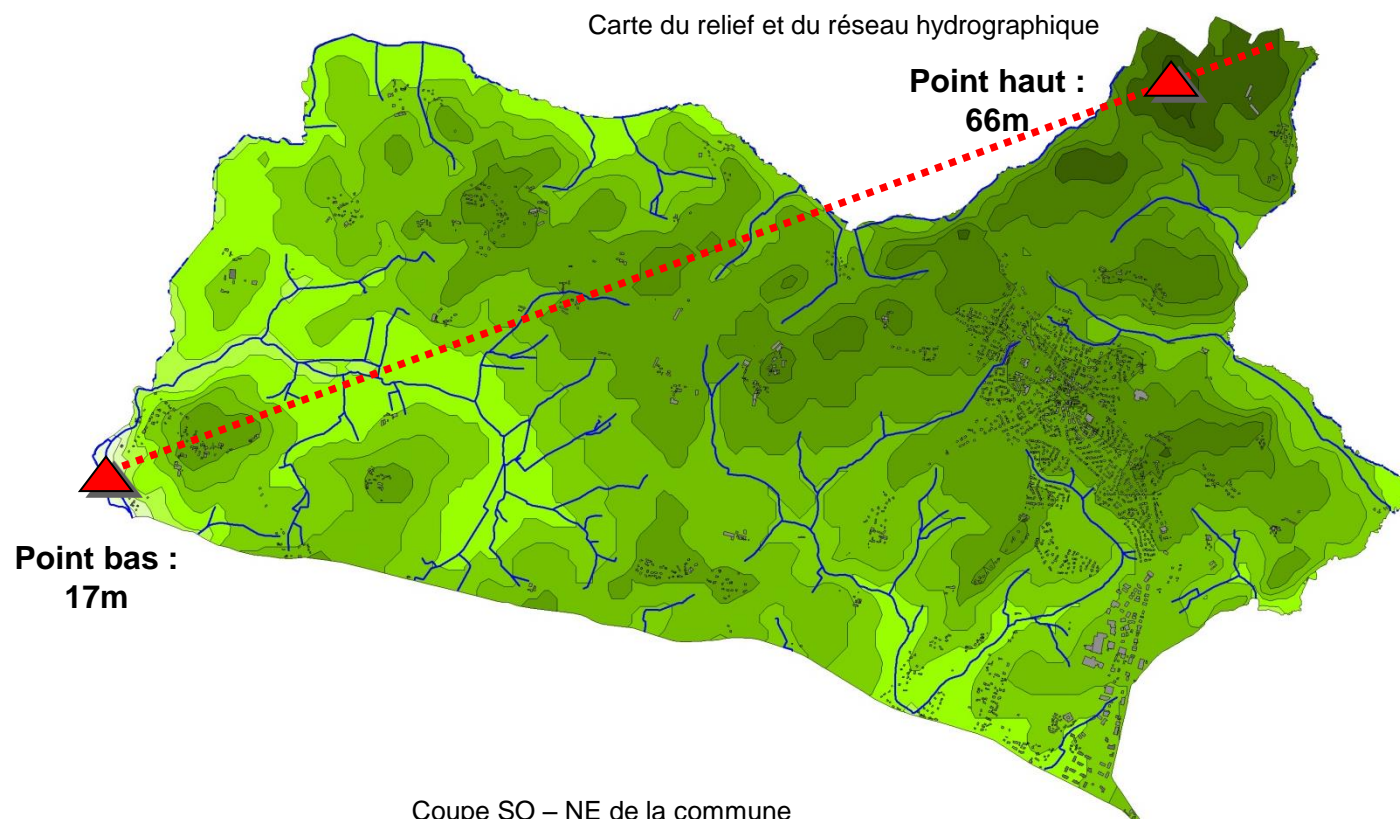 Carte du relief et du réseau hydrographique
Point haut :
66m
Point bas :
17m
Coupe SO – NE de la commune